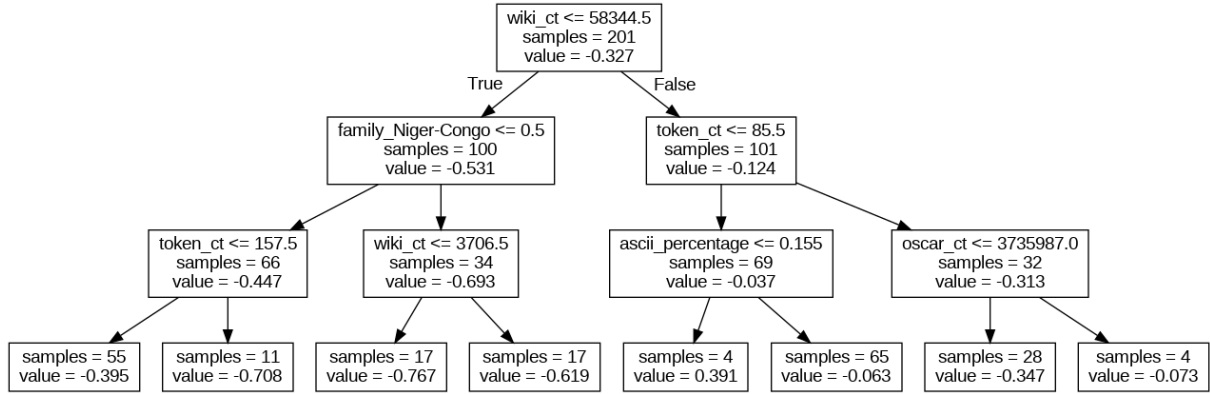 wiki_ct <= 58344.5
samples = 201
value = -0.327
True
False
family_Niger-Congo <= 0.5
samples = 100
value = -0.531
token_ct <= 85.5
samples = 101
value = -0.124
token_ct <= 157.5
samples = 66
value = -0.447
wiki_ct <= 3706.5
samples = 34
value = -0.693
ascii_percentage <= 0.155
samples = 69
value = -0.037
oscar_ct <= 3735987.0
samples = 32
value = -0.313
samples = 55
value = -0.395
samples = 11
value = -0.708
samples = 17
value = -0.767
samples = 17
value = -0.619
samples = 4
value = 0.391
samples = 65
value = -0.063
samples = 28
value = -0.347
samples = 4
value = -0.073